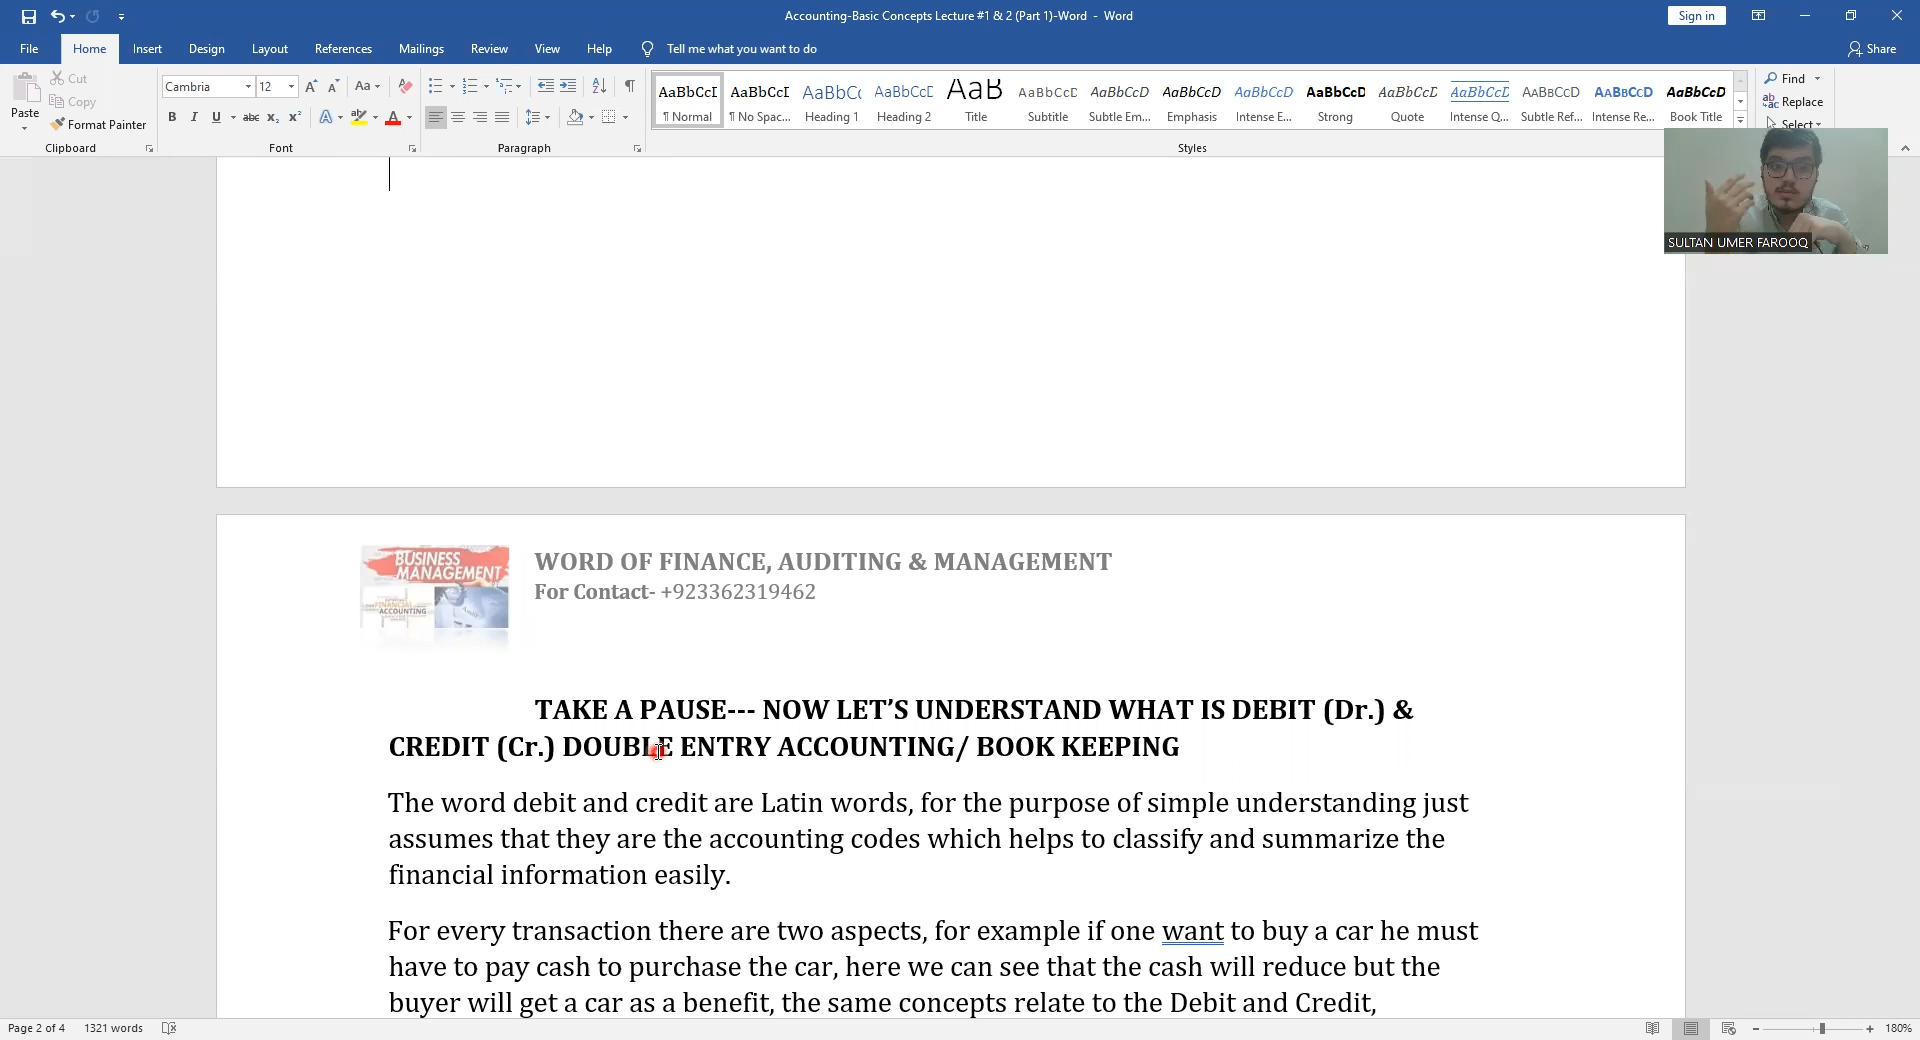 Accounting-Basic Concepts Lecture #1 & 2 (Part 1)-Word - Word
Sign in
File Home Insert Design Layout References Mailings Review View Help Tell me what you want to do
Share
Paste
Cut
Copy
Format Painter
Clipboard
Cambria 12
Aa
B I U abc x₂ x²
Font
Paragraph
AaBbCcI AaBbCcI AaBbCc AaBbCcE AaB AaBbCcD AaBbCcD AaBbCcD AaBbCcD AaBbCcD AaBbCcD AaBbCcD AaBbCcD AaBbCcD AaBbCcD
¶ Normal ¶ No Spac... Heading 1 Heading 2 Title Subtitle Subtle Em... Emphasis Intense E... Strong Quote Intense Q... Subtle Ref... Intense Re... Book Title
Styles
Find
Replace
Select
SULTAN UMER FAROOQ
BUSINESS
MANAGEMENT
FINANCIAL
ACCOUNTING
WORD OF FINANCE, AUDITING & MANAGEMENT
For Contact- +923362319462
TAKE A PAUSE--- NOW LET’S UNDERSTAND WHAT IS DEBIT (Dr.) &
CREDIT (Cr.) DOUBLE ENTRY ACCOUNTING/ BOOK KEEPING
The word debit and credit are Latin words, for the purpose of simple understanding just
assumes that they are the accounting codes which helps to classify and summarize the
financial information easily.
For every transaction there are two aspects, for example if one want to buy a car he must
have to pay cash to purchase the car, here we can see that the cash will reduce but the
buyer will get a car as a benefit, the same concepts relate to the Debit and Credit,
Page 2 of 4 1321 words
180%